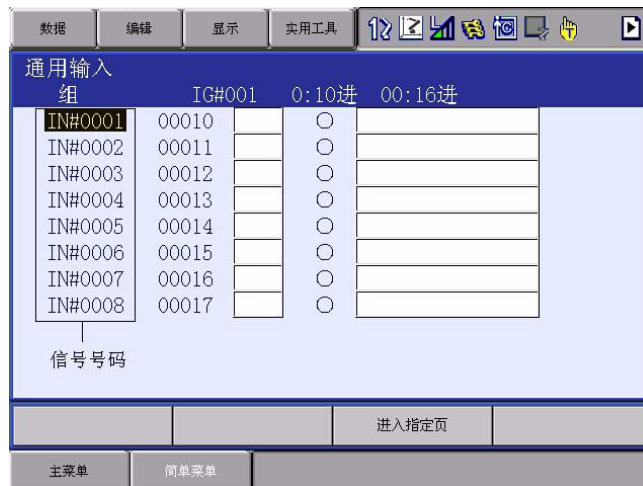 数据 编辑 显示 实用工具
通用输入
组 IG#001 0:10进 00:16进
IN#0001 00010
IN#0002 00011
IN#0003 00012
IN#0004 00013
IN#0005 00014
IN#0006 00015
IN#0007 00016
IN#0008 00017
信号号码
进入指定页
主菜单 简单菜单